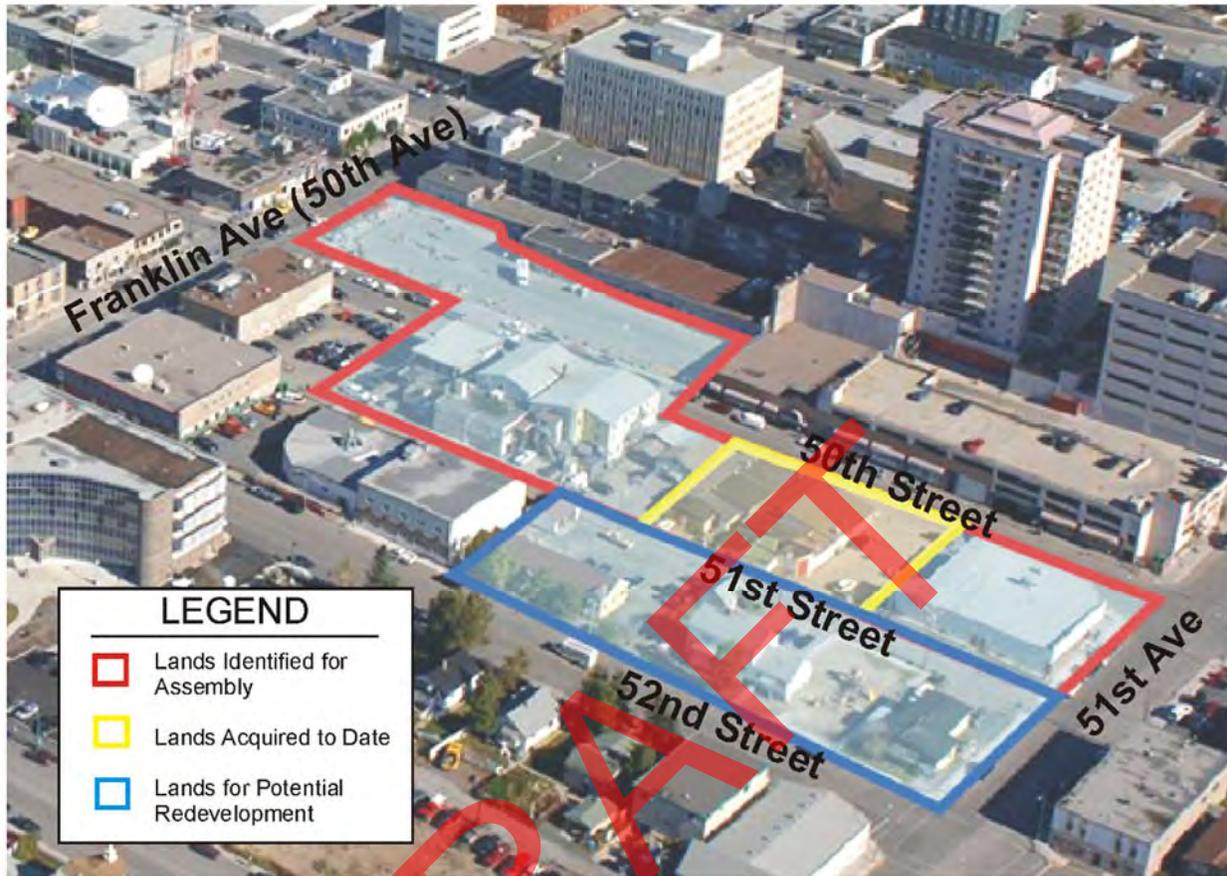 Franklin Ave (50th Ave)
50th Street
51st Street
52nd Street
51st Ave
LEGEND
Lands Identified for
Assembly
Lands Acquired to Date
Lands for Potential
Redevelopment
DRAFT